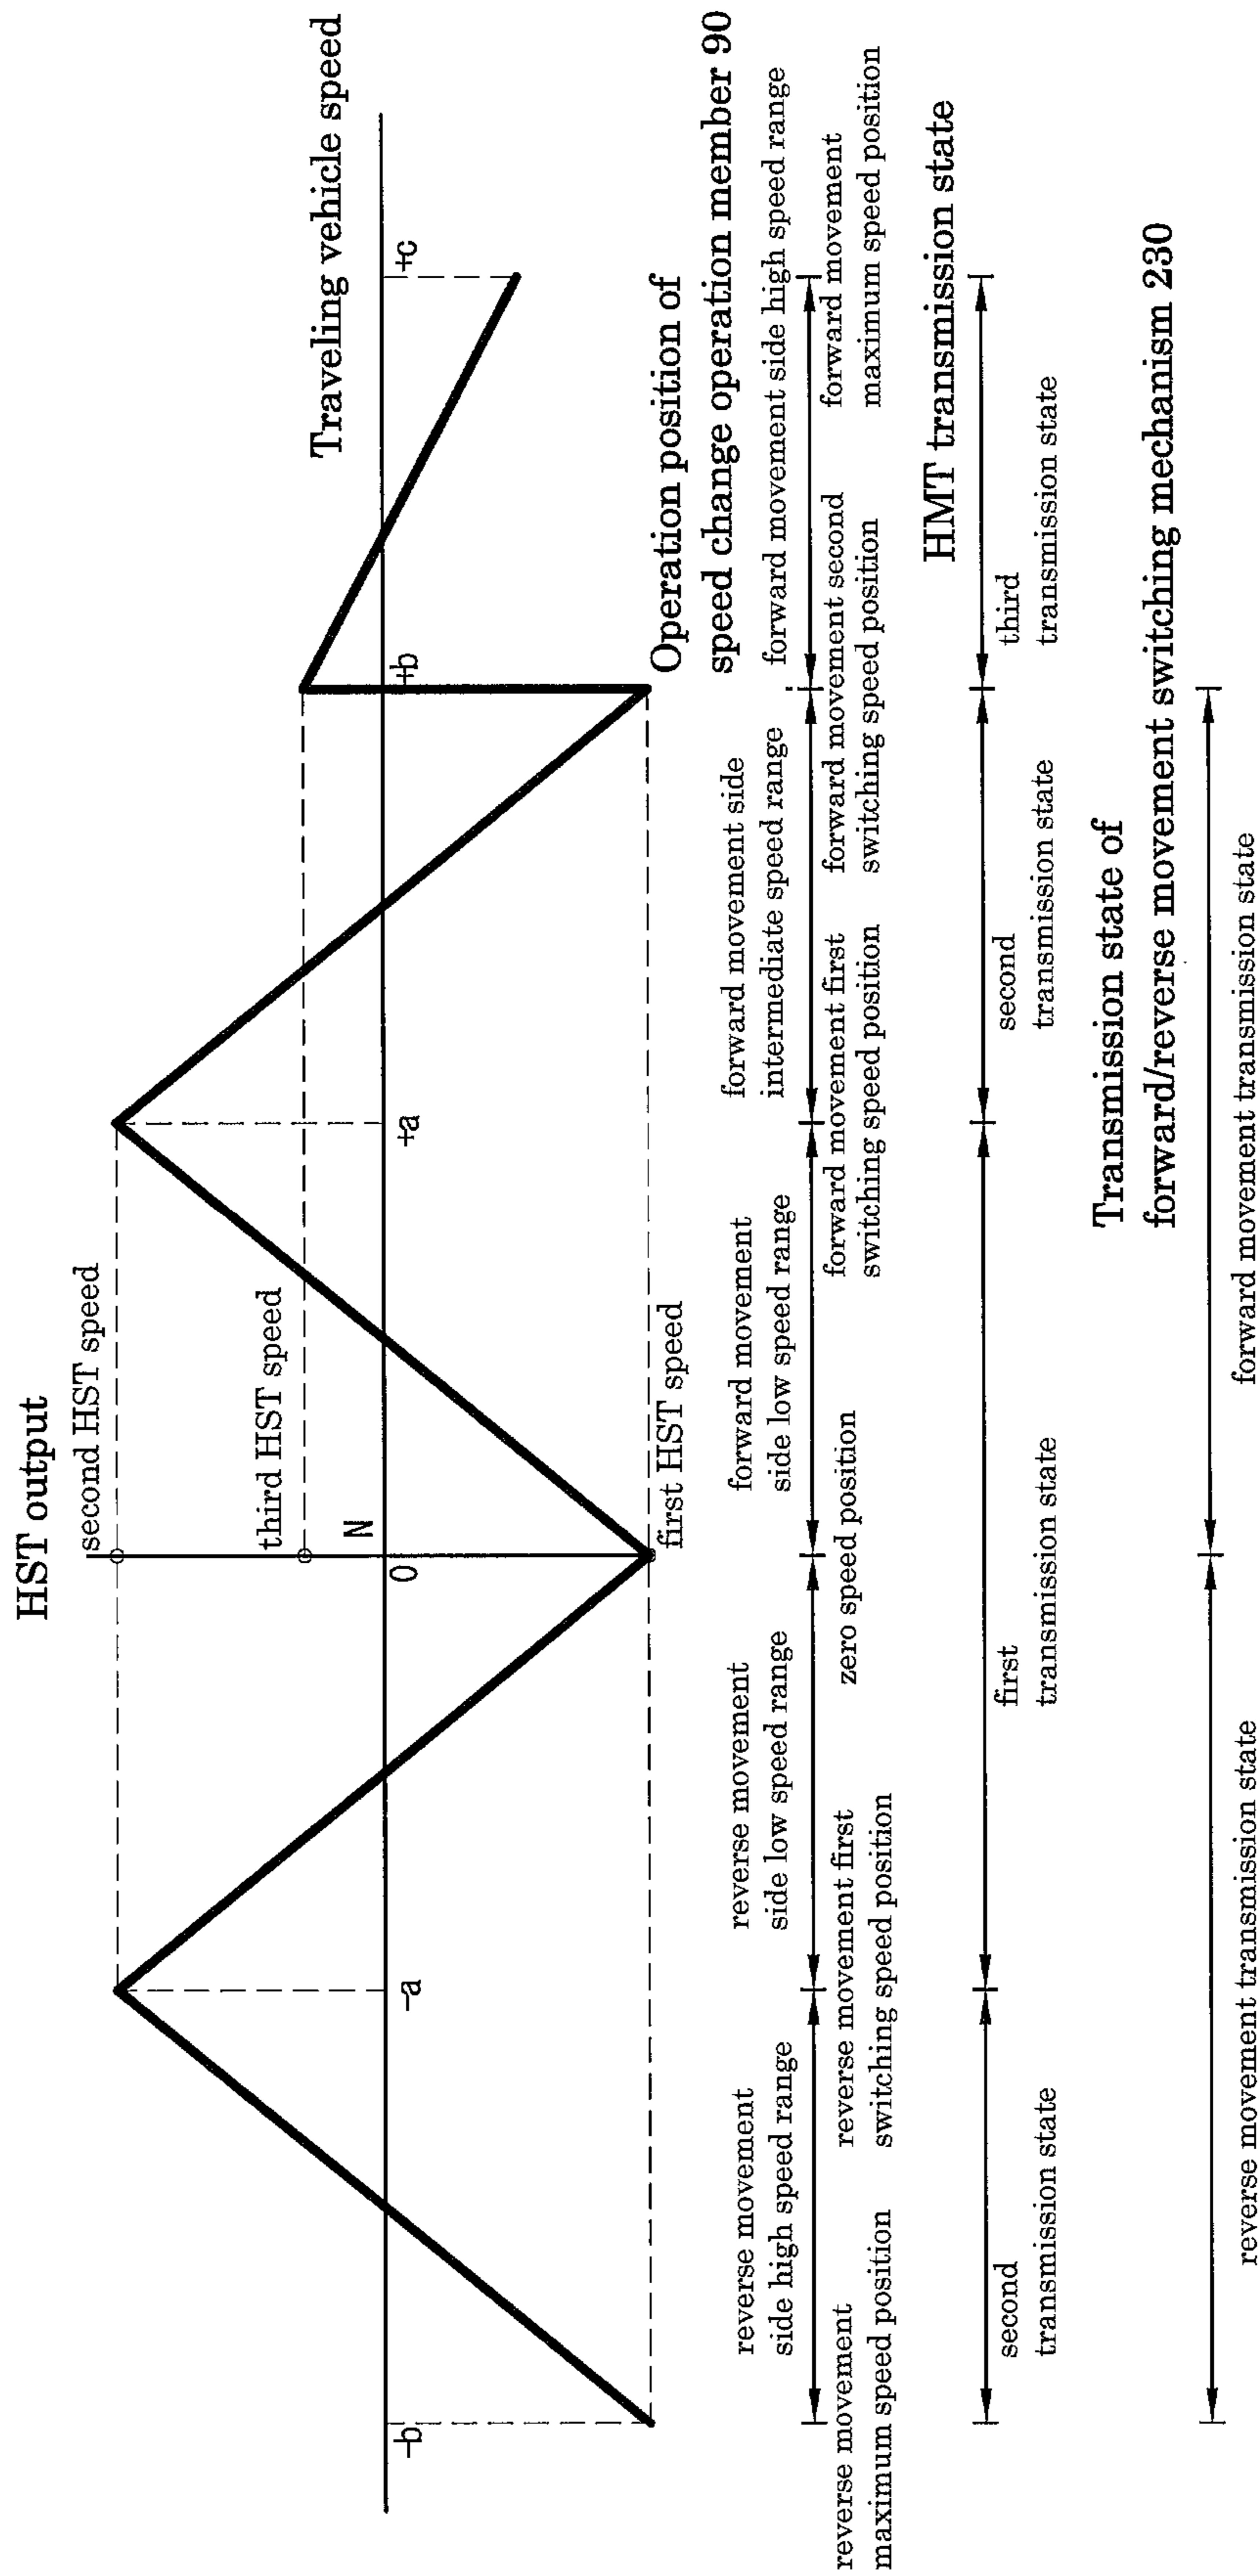 HST output
second HST speed
third HST speed
N
Traveling vehicle speed
-b
-a
0
+a
+b
+c
first HST speed
Operation position of
speed change operation member 90
reverse movement
side high speed range
reverse movement
side low speed range
forward movement
side low speed range
forward movement side
intermediate speed range
forward movement side high speed range
reverse movement
maximum speed position
reverse movement first
switching speed position
zero speed position
forward movement first
switching speed position
forward movement second
switching speed position
forward movement
maximum speed position
HMT transmission state
second
transmission state
first
transmission state
second
transmission state
third
transmission state
Transmission state of
forward/reverse movement switching mechanism 230
reverse movement transmission state
forward movement transmission state